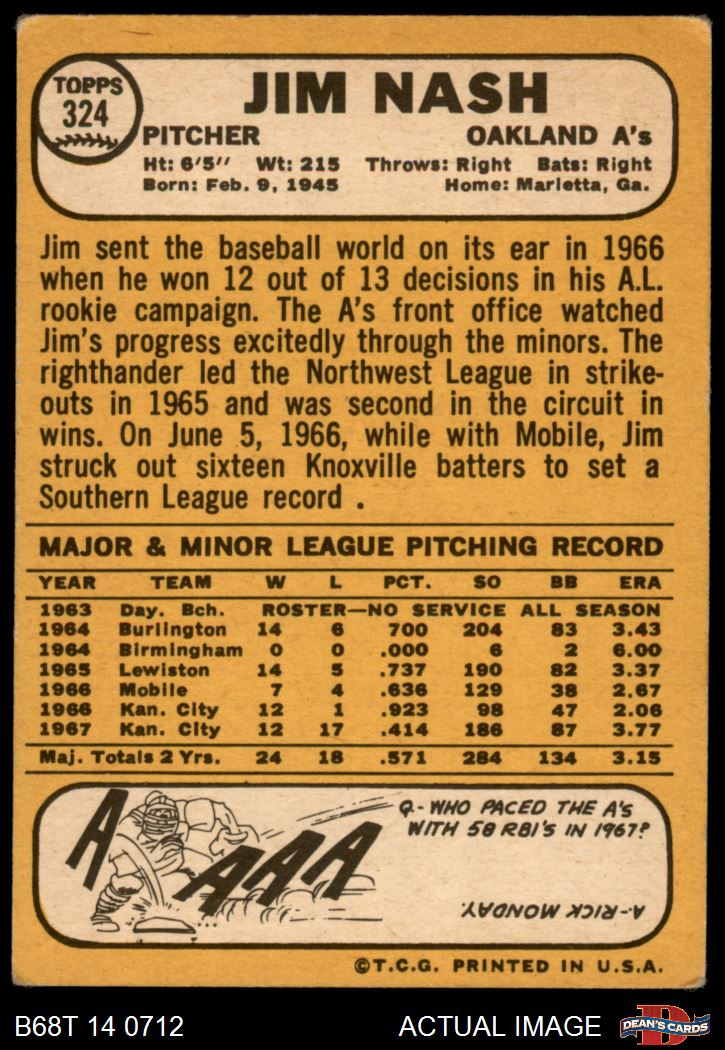 TOPPS
324
JIM NASH
PITCHER OAKLAND A's
Ht: 6'5" Wt: 215 Throws: Right Bats: Right
Born: Feb. 9, 1945 Home: Marietta, Ga.
Jim sent the baseball world on its ear in 1966
when he won 12 out of 13 decisions in his A.L.
rookie campaign. The A's front office watched
Jim's progress excitedly through the minors. The
righthander led the Northwest League in strike-
outs in 1965 and was second in the circuit in
wins. On June 5, 1966, while with Mobile, Jim
struck out sixteen Knoxville batters to set a
Southern League record .
MAJOR & MINOR LEAGUE PITCHING RECORD
YEAR TEAM W L PCT. SO BB ERA
1963 Day. Bch. ROSTER—NO SERVICE ALL SEASON
1964 Burlington 14 6 700 204 83 3.43
1964 Birmingham 0 0 .000 6 2 6.00
1965 Lewiston 14 5 .737 190 82 3.37
1966 Mobile 7 4 .636 129 38 2.67
1966 Kan. City 12 1 .923 98 47 2.06
1967 Kan. City 12 17 .414 186 87 3.77
Maj. Totals 2 Yrs. 24 18 .571 284 134 3.15
A AAA
Q.- WHO PACED THE A's
WITH 58 RBI's IN 1967?
A.-RICK MONDAY.
©T.C.G. PRINTED IN U.S.A.
B68T 14 0712 ACTUAL IMAGE
D
DEAN'S CARDS